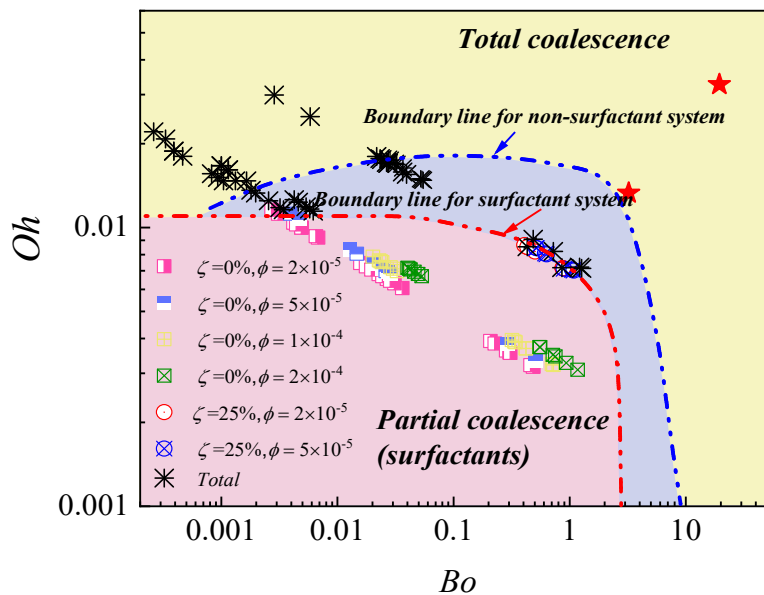 Total coalescence
Boundary line for non-surfactant system
Boundary line for surfactant system
Oh
0.01
0.001
ζ=0%,ϕ=2×10⁻⁵
ζ=0%,ϕ=5×10⁻⁵
ζ=0%,ϕ=1×10⁻⁴
ζ=0%,ϕ=2×10⁻⁴
ζ=25%,ϕ=2×10⁻⁵
ζ=25%,ϕ=5×10⁻⁵
Total
Partial coalescence
(surfactants)
0.001 0.01 0.1 1 10
Bo